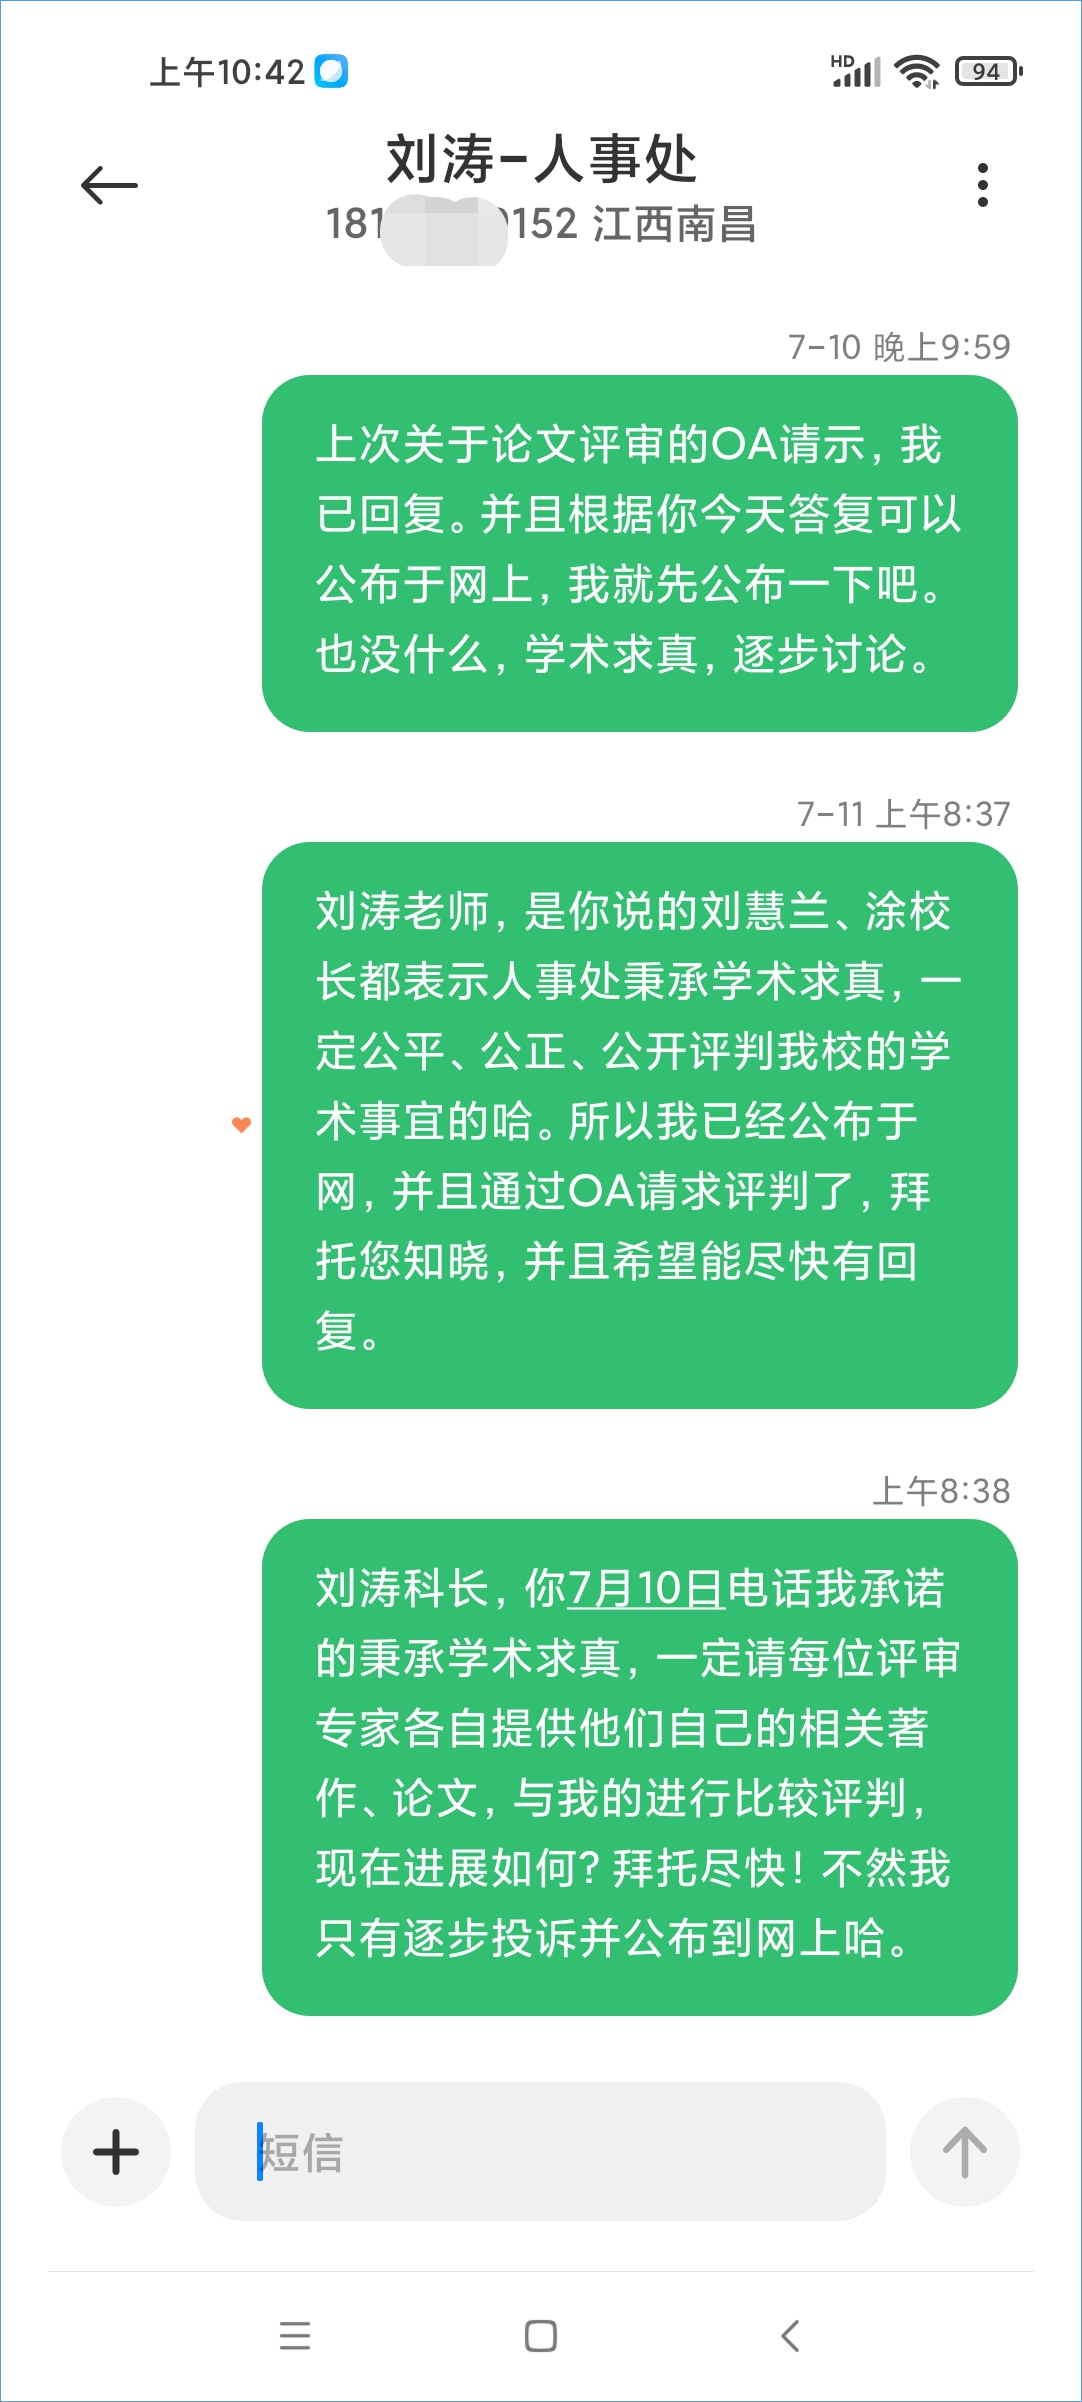 上午10:42
HD
94
刘涛-人事处
181 152 江西南昌
7-10 晚上9:59
上次关于论文评审的OA请示，我
已回复。并且根据你今天答复可以
公布于网上，我就先公布一下吧。
也没什么，学术求真，逐步讨论。
7-11 上午8:37
刘涛老师，是你说的刘慧兰、涂校
长都表示人事处秉承学术求真，一
定公平、公正、公开评判我校的学
术事宜的哈。所以我已经公布于
网，并且通过OA请求评判了，拜
托您知晓，并且希望能尽快有回
复。
上午8:38
刘涛科长，你7月10日电话我承诺
的秉承学术求真，一定请每位评审
专家各自提供他们自己的相关著
作、论文，与我的进行比较评判，
现在进展如何？拜托尽快！不然我
只有逐步投诉并公布到网上哈。
短信